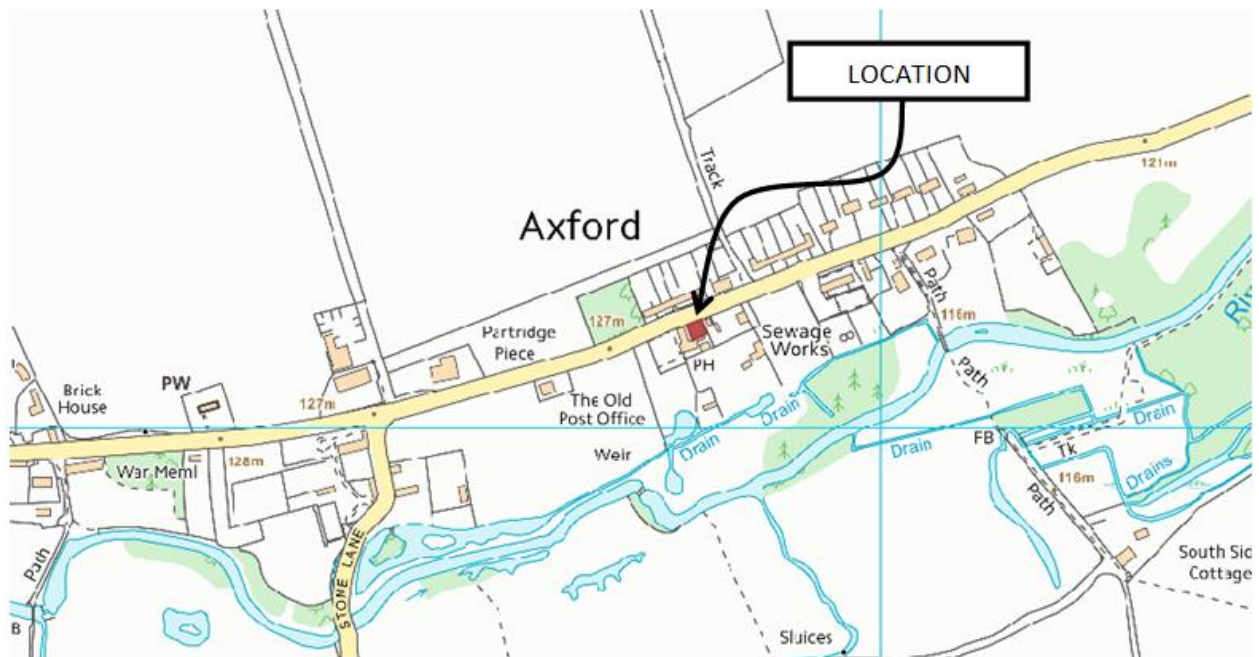 LOCATION
Track
121m
Axford
127m
Partridge
Piece
Sewage
Works
PH
Path
116m
Path
Brick
House
PW
127m
The Old
Post Office
Drain
Drain
Drain
Drain
Weir
FB
Tk
Drains
War Meml
128m
116m
Path
Path
STONE LANE
South Sid
Cottage
Sluices
B
Riv